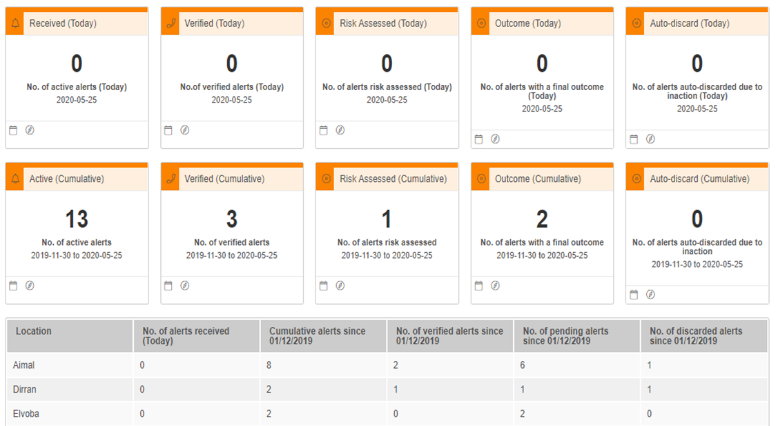 Received (Today)
Verified (Today)
Risk Assessed (Today)
Outcome (Today)
Auto-discard (Today)
0
No. of active alerts (Today)
2020-05-25
0
No.of verified alerts (Today)
2020-05-25
0
No. of alerts risk assessed (Today)
2020-05-25
0
No. of alerts with a final outcome
(Today)
2020-05-25
0
No. of alerts auto-discarded due to
inaction (Today)
2020-05-25
Active (Cumulative)
Verified (Cumulative)
Risk Assessed (Cumulative)
Outcome (Cumulative)
Auto-discard (Cumulative)
13
No. of active alerts
2019-11-30 to 2020-05-25
3
No. of verified alerts
2019-11-30 to 2020-05-25
1
No. of alerts risk assessed
2019-11-30 to 2020-05-25
2
No. of alerts with a final outcome
2019-11-30 to 2020-05-25
0
No. of alerts auto-discarded due to
inaction
2019-11-30 to 2020-05-25
Location
No. of alerts received
(Today)
Cumulative alerts since
01/12/2019
No. of verified alerts since
01/12/2019
No. of pending alerts
since 01/12/2019
No. of discarded alerts
since 01/12/2019
Aimal 0 8 2 6 1
Dirran 0 2 1 1 1
Elvoba 0 2 0 2 0